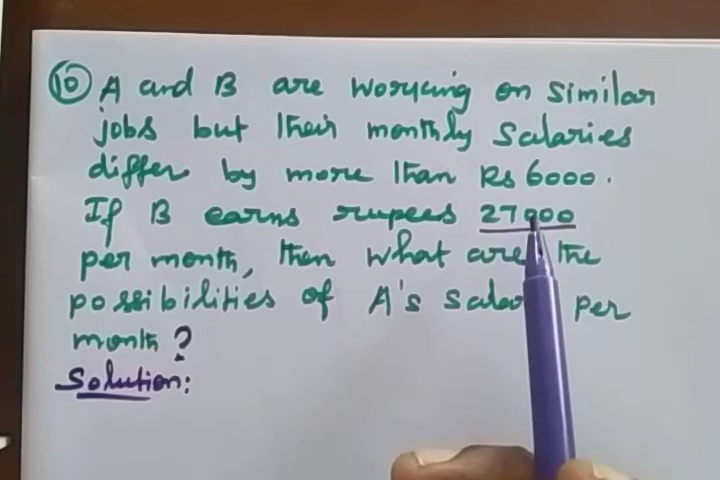 10 A and B are working on similar
jobs but their monthly salaries
differ by more than Rs 6000.
If B earns rupees 27000
per month, then what are the
possibilities of A's per
month?
Solution: